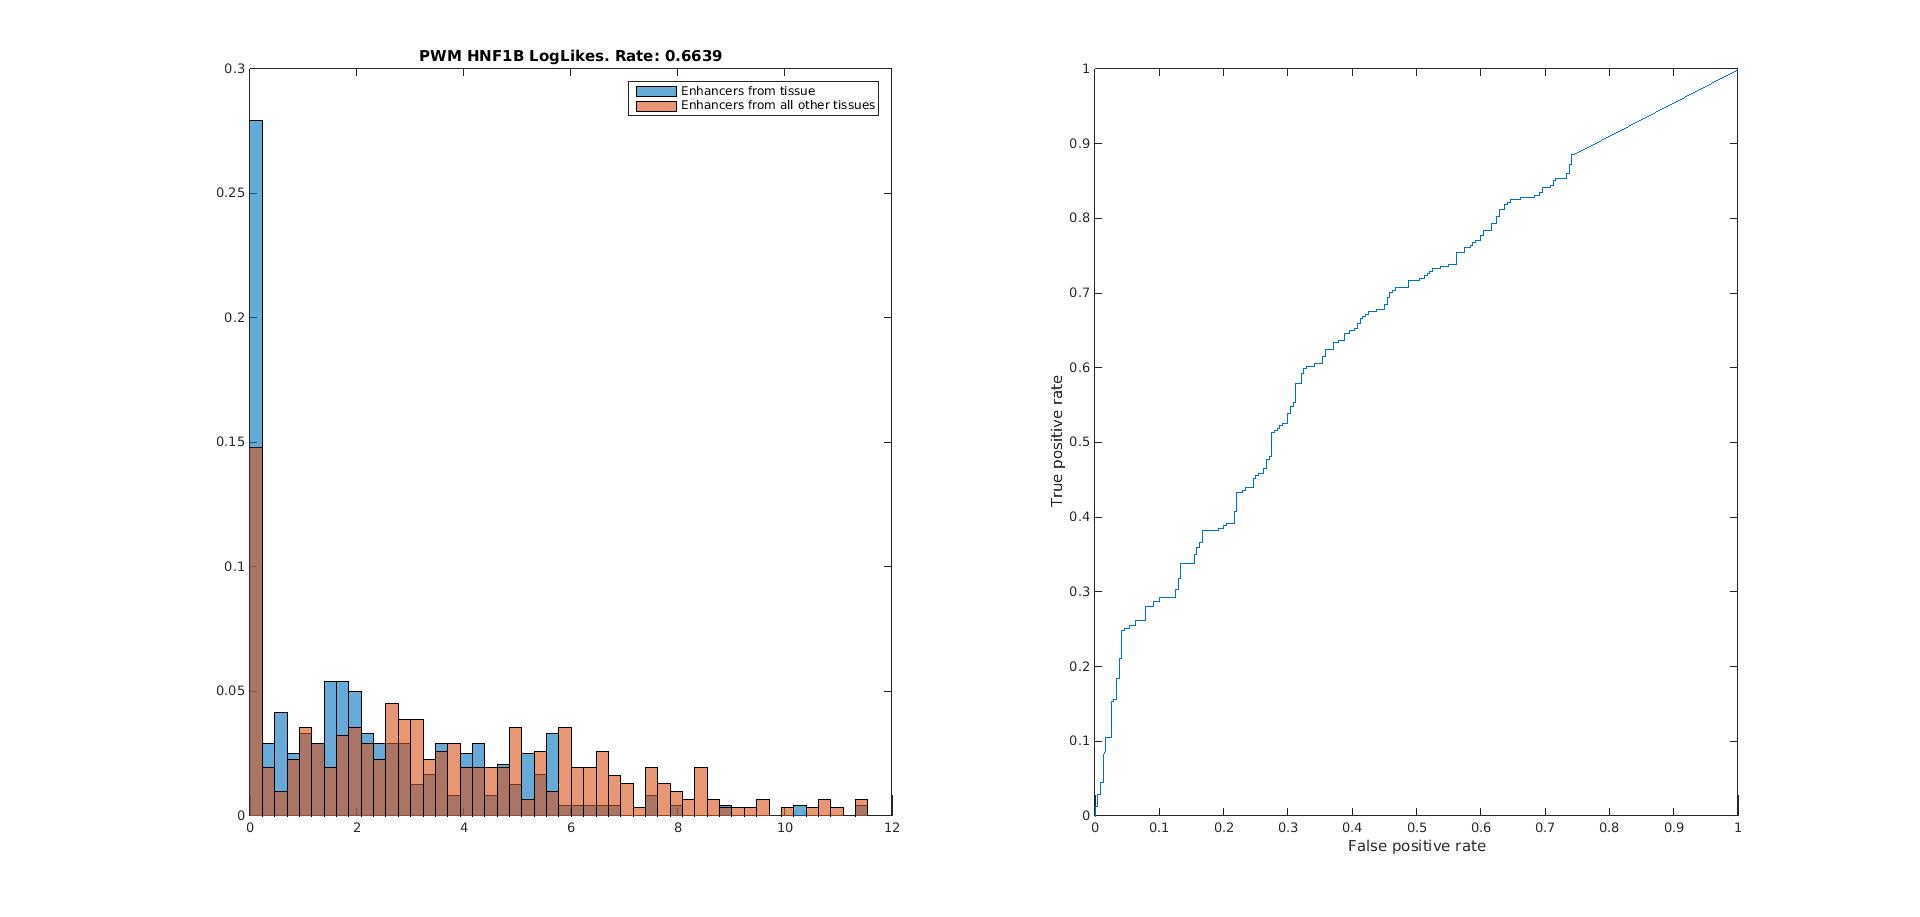 PWM HNF1B LogLikes. Rate: 0.6639
Enhancers from tissue
Enhancers from all other tissues
0.3
0.25
0.2
0.15
0.1
0.05
0
0 2 4 6 8 10 12
True positive rate
1
0.9
0.8
0.7
0.6
0.5
0.4
0.3
0.2
0.1
0
0 0.1 0.2 0.3 0.4 0.5 0.6 0.7 0.8 0.9 1
False positive rate